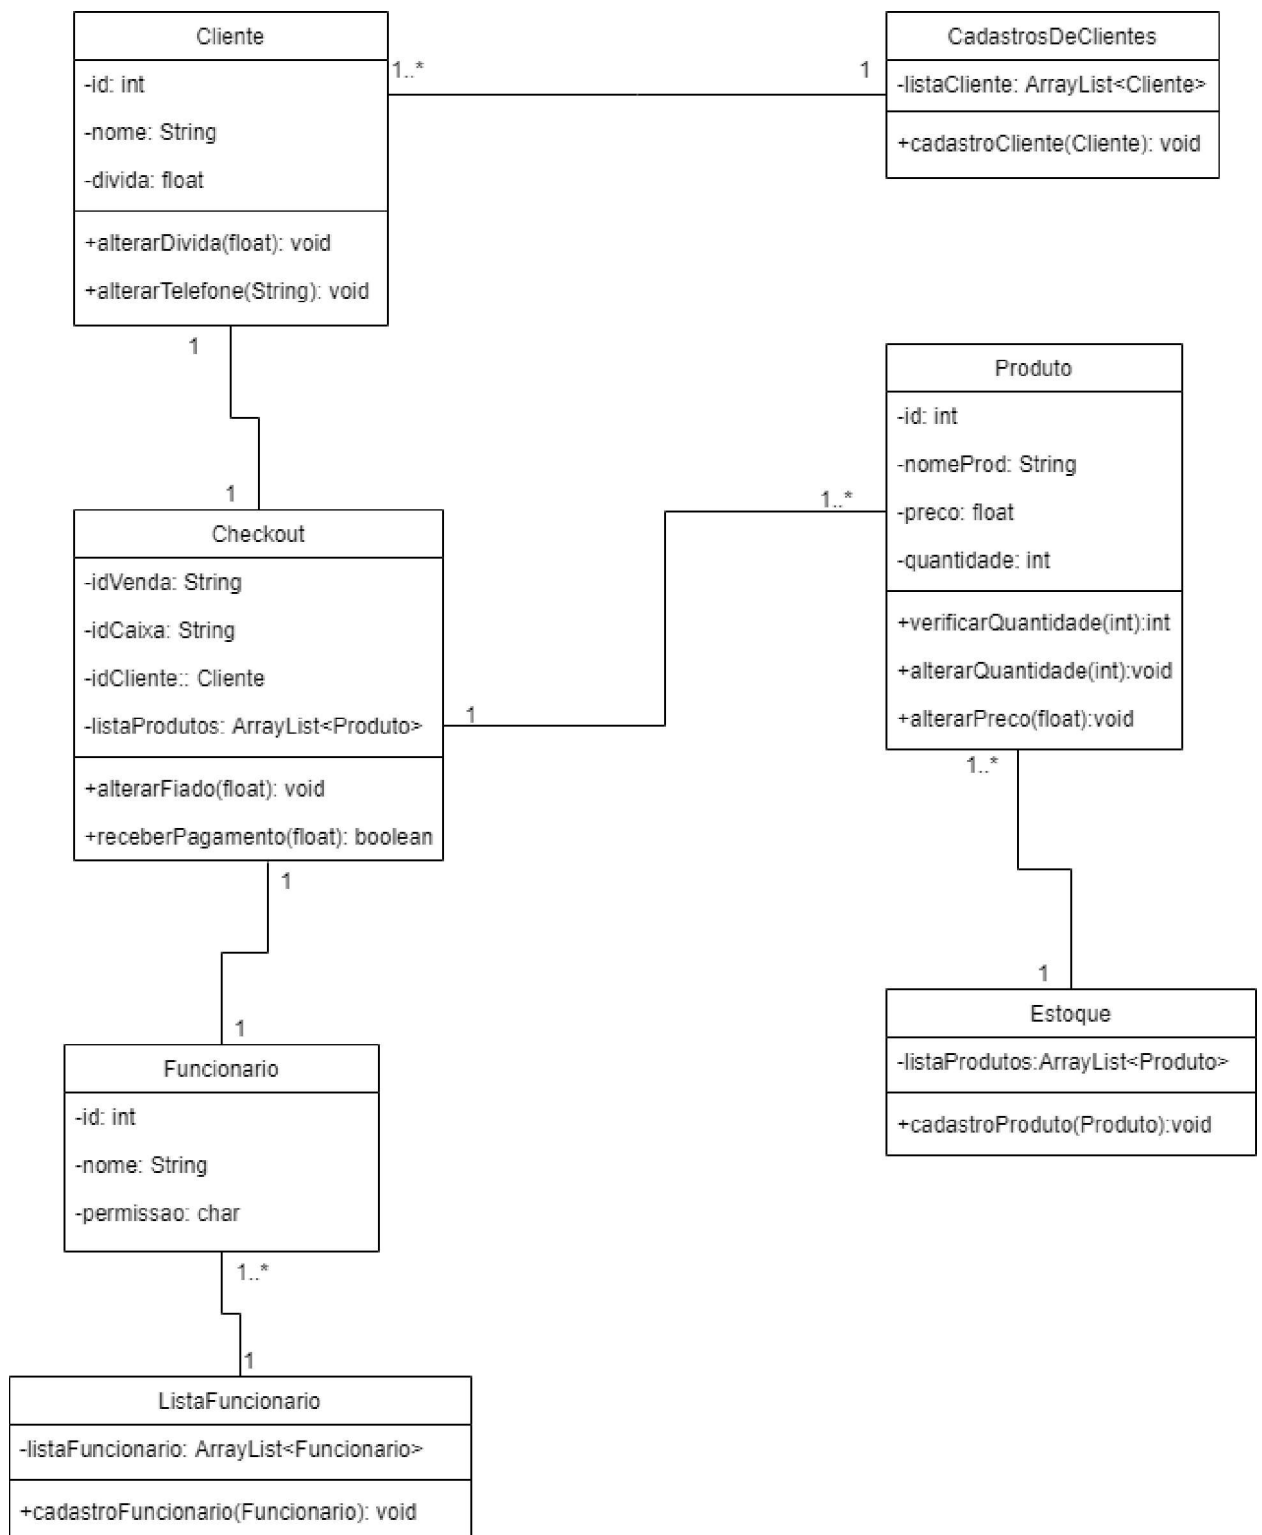 Cliente
-id: int
-nome: String
-divida: float
+alterarDivida(float): void
+alterarTelefone(String): void
1..*
1
CadastrosDeClientes
-listaCliente: ArrayList<Cliente>
+cadastroCliente(Cliente): void
1
1
Checkout
-idVenda: String
-idCaixa: String
-idCliente:: Cliente
-listaProdutos: ArrayList<Produto>
+alterarFiado(float): void
+receberPagamento(float): boolean
1
1..*
Produto
-id: int
-nomeProd: String
-preco: float
-quantidade: int
+verificarQuantidade(int):int
+alterarQuantidade(int):void
+alterarPreco(float):void
1..*
1
Estoque
-listaProdutos:ArrayList<Produto>
+cadastroProduto(Produto):void
1
1
Funcionario
-id: int
-nome: String
-permissao: char
1..*
1
ListaFuncionario
-listaFuncionario: ArrayList<Funcionario>
+cadastroFuncionario(Funcionario): void